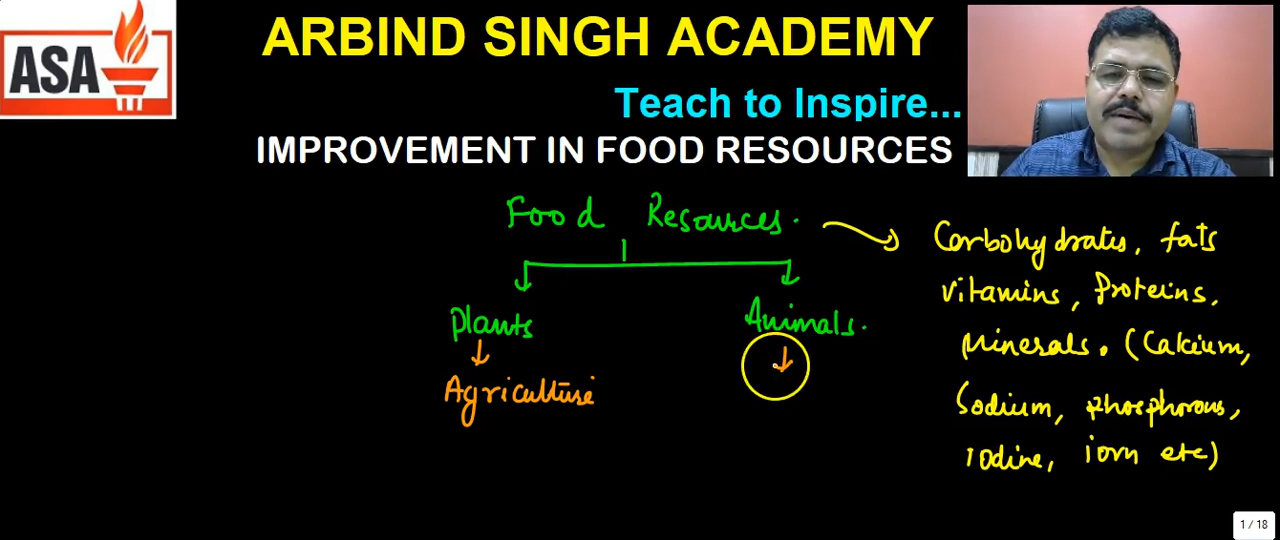 ASA
ARBIND SINGH ACADEMY
Teach to Inspire...
IMPROVEMENT IN FOOD RESOURCES
Food Resources.
Plants
Animals.
Agriculture
Carbohydrates, fats
vitamins, Proteins,
Minerals. (Calcium,
Sodium, phosphorous,
Iodine, iorn etc)
1 / 18